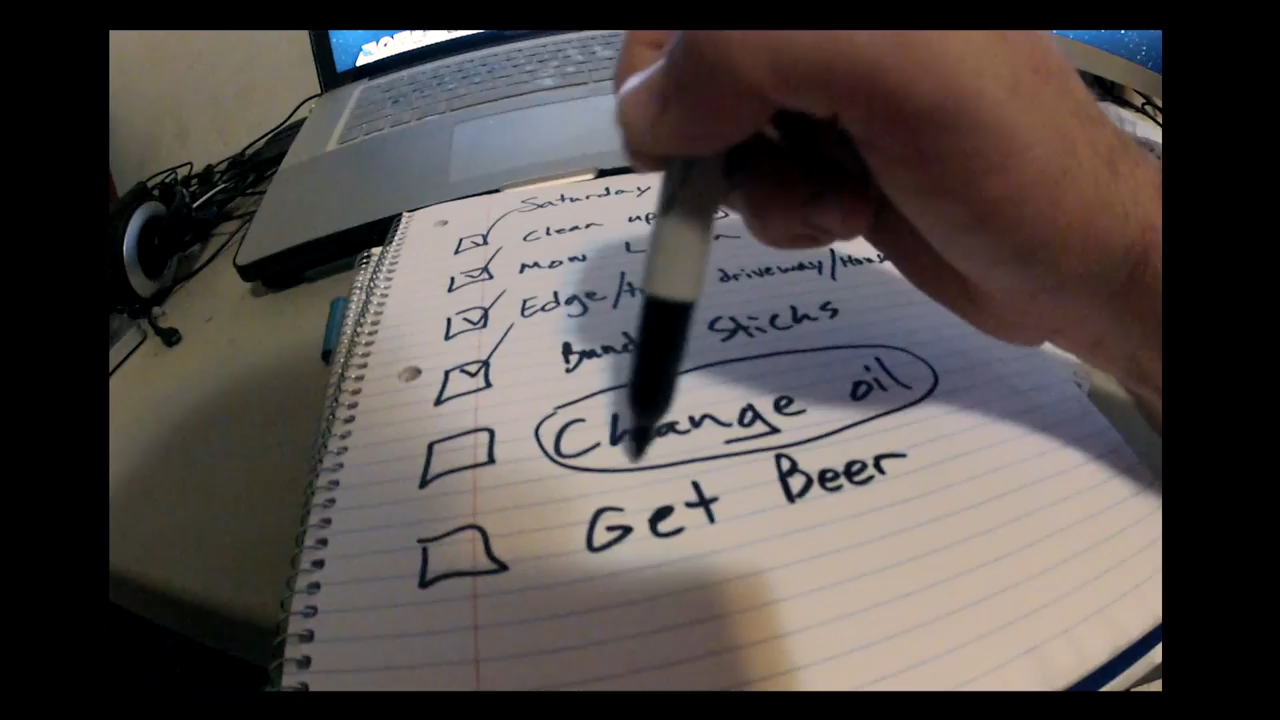 Saturday
Clean up
Mow
Edge/ driveway/
Sticks
Change oil
Get Beer